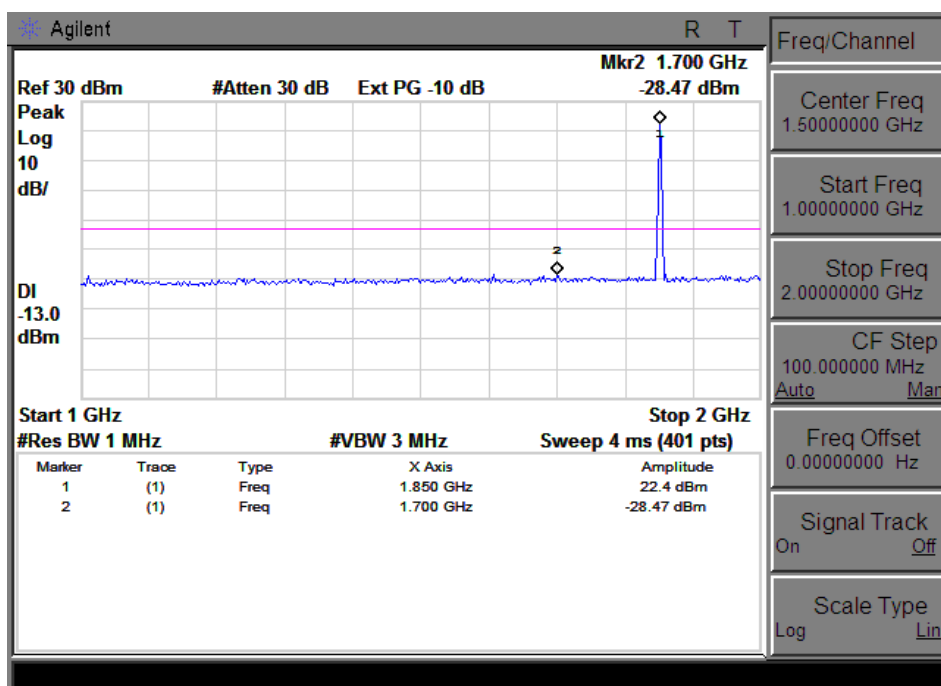 Agilent R T
Mkr2 1.700 GHz
Ref 30 dBm #Atten 30 dB Ext PG -10 dB -28.47 dBm
Peak
Log
10
dB/
1
2
DI
-13.0
dBm
Start 1 GHz Stop 2 GHz
#Res BW 1 MHz #VBW 3 MHz Sweep 4 ms (401 pts)
Marker Trace Type X Axis Amplitude
1 (1) Freq 1.850 GHz 22.4 dBm
2 (1) Freq 1.700 GHz -28.47 dBm
Freq/Channel
Center Freq
1.50000000 GHz
Start Freq
1.00000000 GHz
Stop Freq
2.00000000 GHz
CF Step
100.000000 MHz
Auto Man
Freq Offset
0.00000000 Hz
Signal Track
On Off
Scale Type
Log Lin